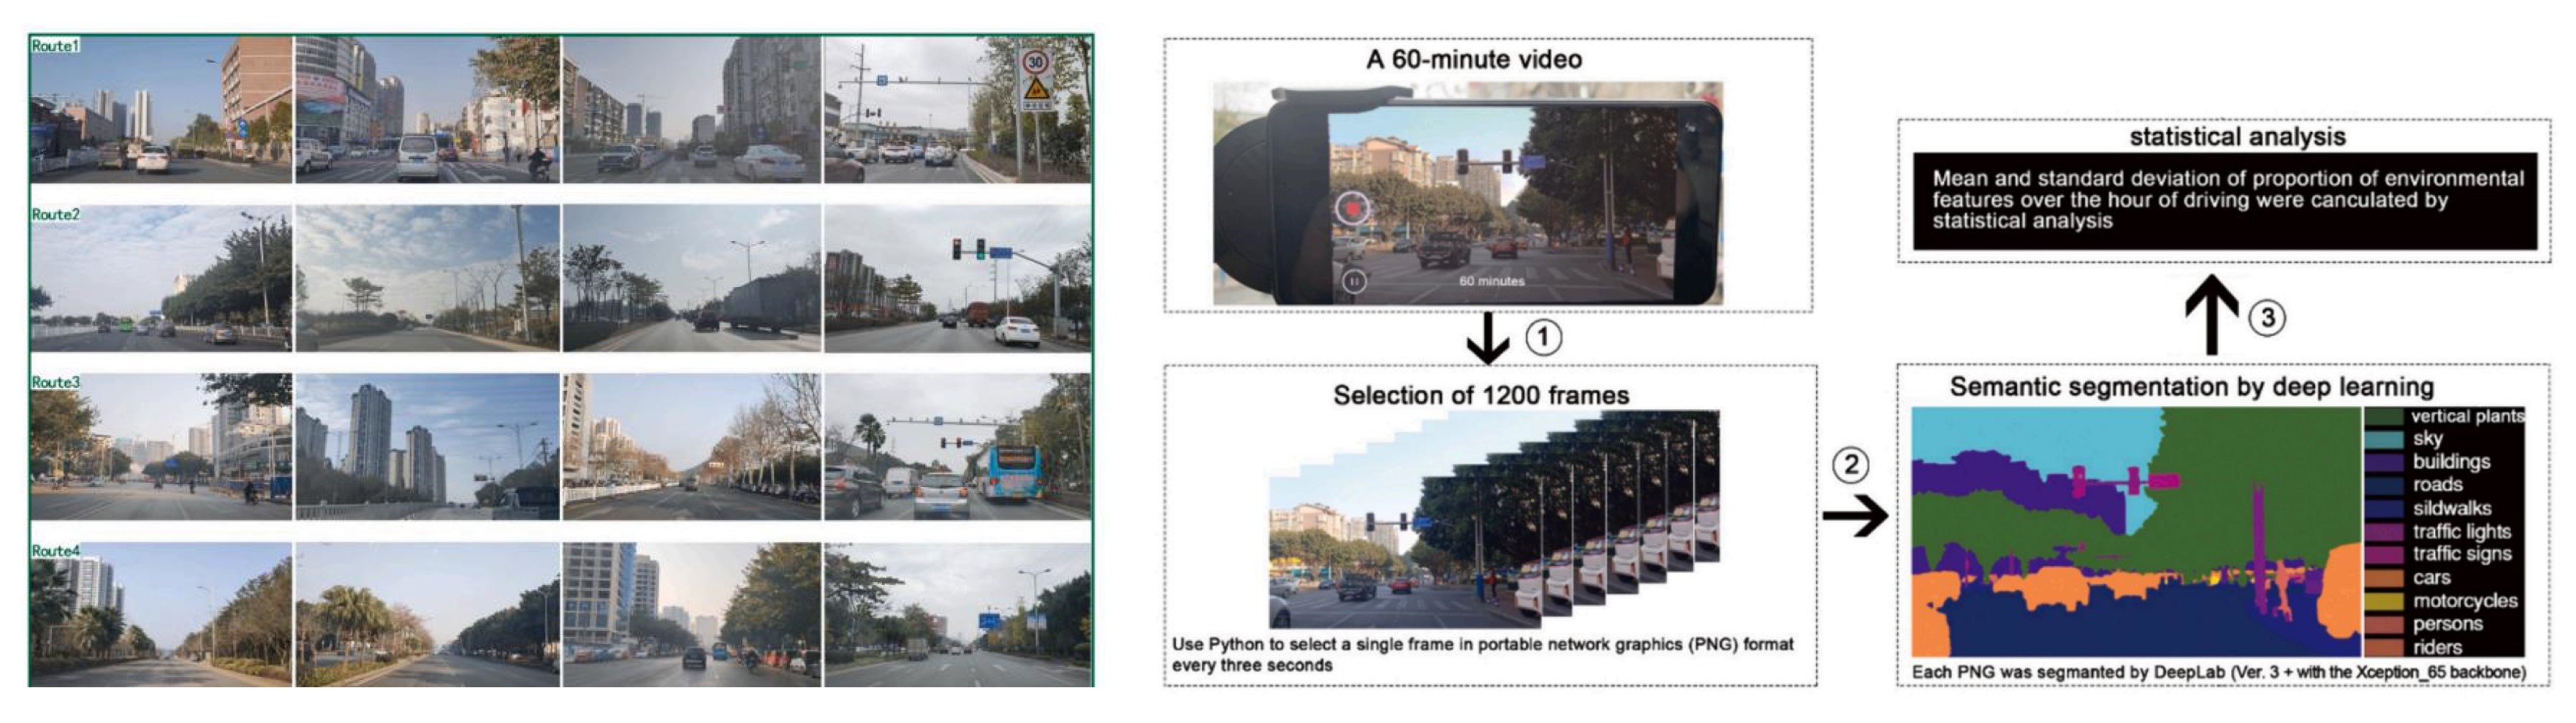 Route1
30
Route2
Route3
Route4
A 60-minute video
60 minutes
①
Selection of 1200 frames
Use Python to select a single frame in portable network graphics (PNG) format
every three seconds
②
statistical analysis
Mean and standard deviation of proportion of environmental
features over the hour of driving were canculated by
statistical analysis
③
Semantic segmentation by deep learning
vertical plants
sky
buildings
roads
sildwalks
traffic lights
traffic signs
cars
motorcycles
persons
riders
Each PNG was segmanted by DeepLab (Ver. 3 + with the Xception_65 backbone)